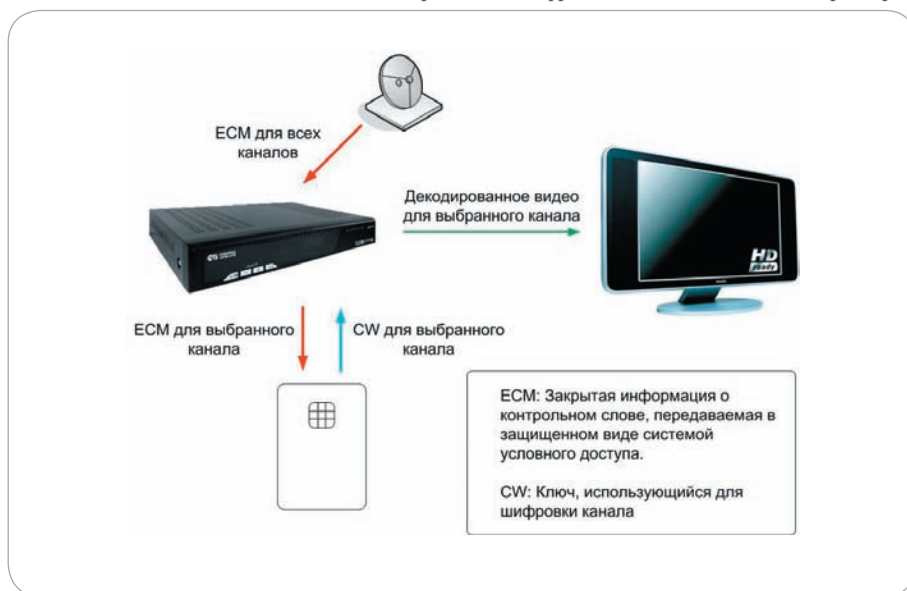 ECM для всех
каналов
Декодированное видео
для выбранного канала
HD
ready
ECM для выбранного
канала
CW для выбранного
канала
ECM: Закрытая информация о
контрольном слове, передаваемая в
защищенном виде системой
условного доступа.
CW: Ключ, использующийся для
шифровки канала